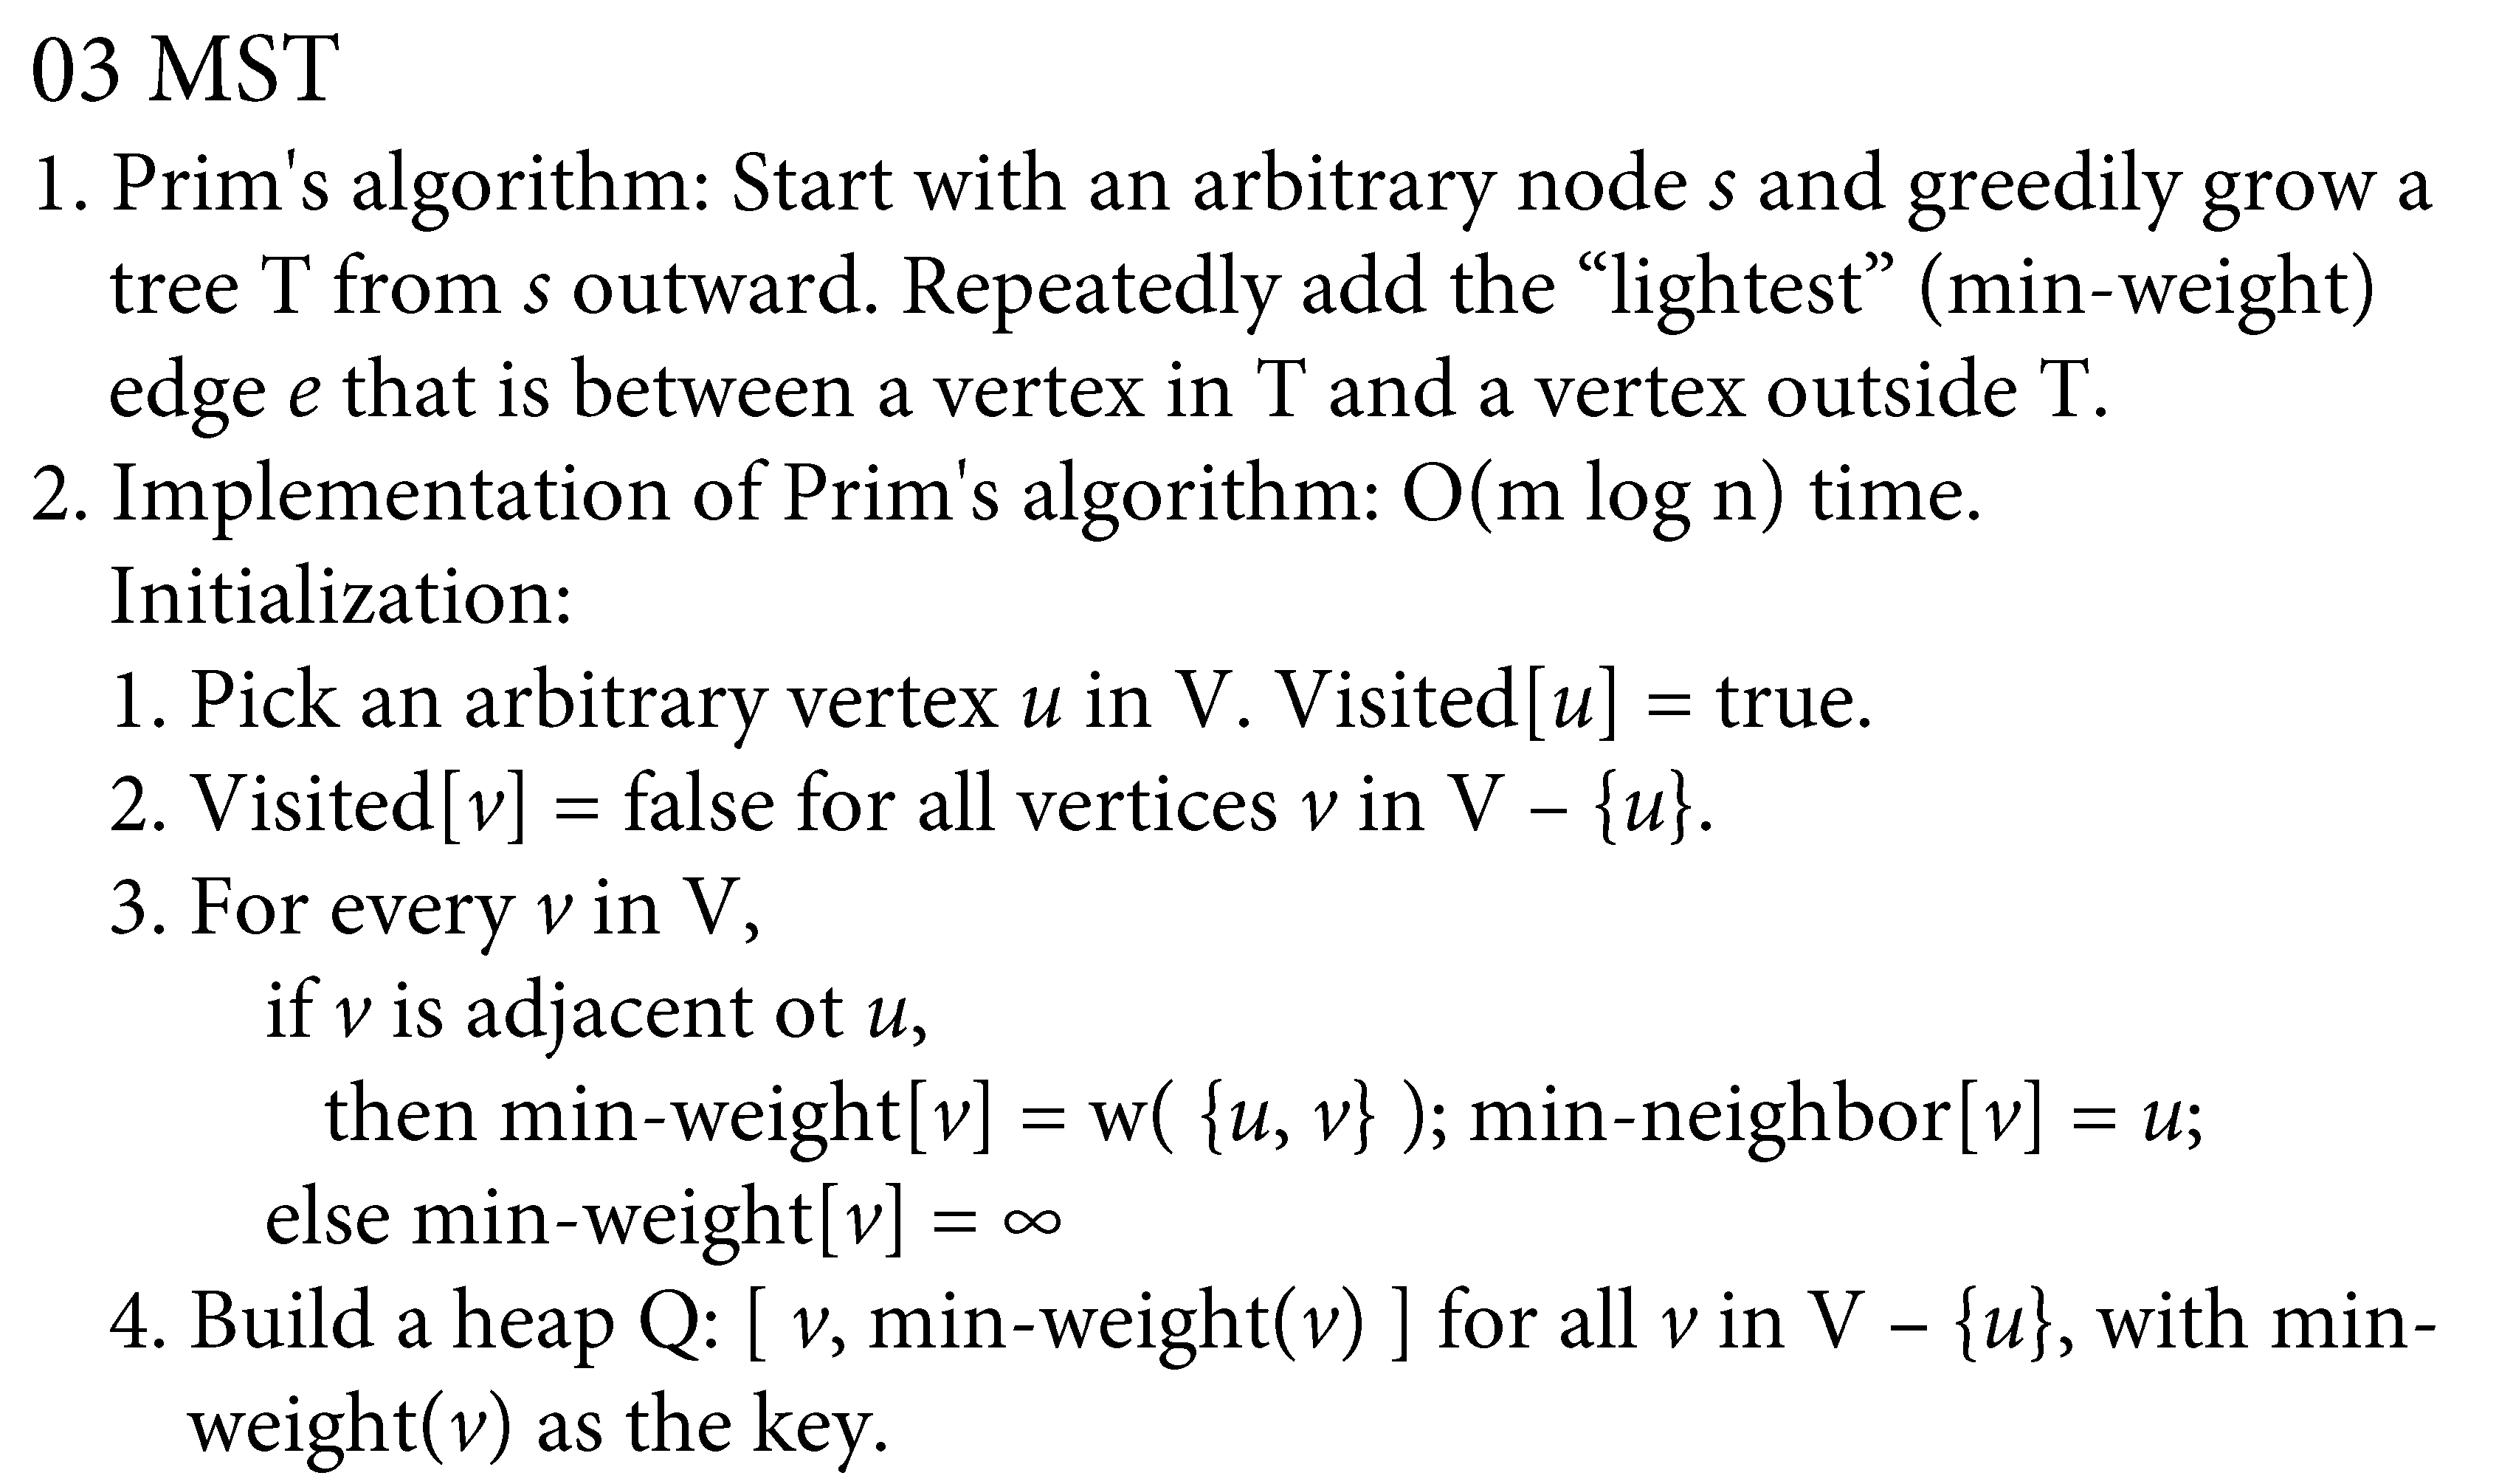 03 MST
1. Prim's algorithm: Start with an arbitrary node s and greedily grow a
tree T from s outward. Repeatedly add the “lightest” (min-weight)
edge e that is between a vertex in T and a vertex outside T.
2. Implementation of Prim's algorithm: O(m log n) time.
Initialization:
1. Pick an arbitrary vertex u in V. Visited[u] = true.
2. Visited[v] = false for all vertices v in V – {u}.
3. For every v in V,
if v is adjacent ot u,
then min-weight[v] = w( {u, v} ); min-neighbor[v] = u;
else min-weight[v] = ∞
4. Build a heap Q: [ v, min-weight(v) ] for all v in V – {u}, with min-
weight(v) as the key.